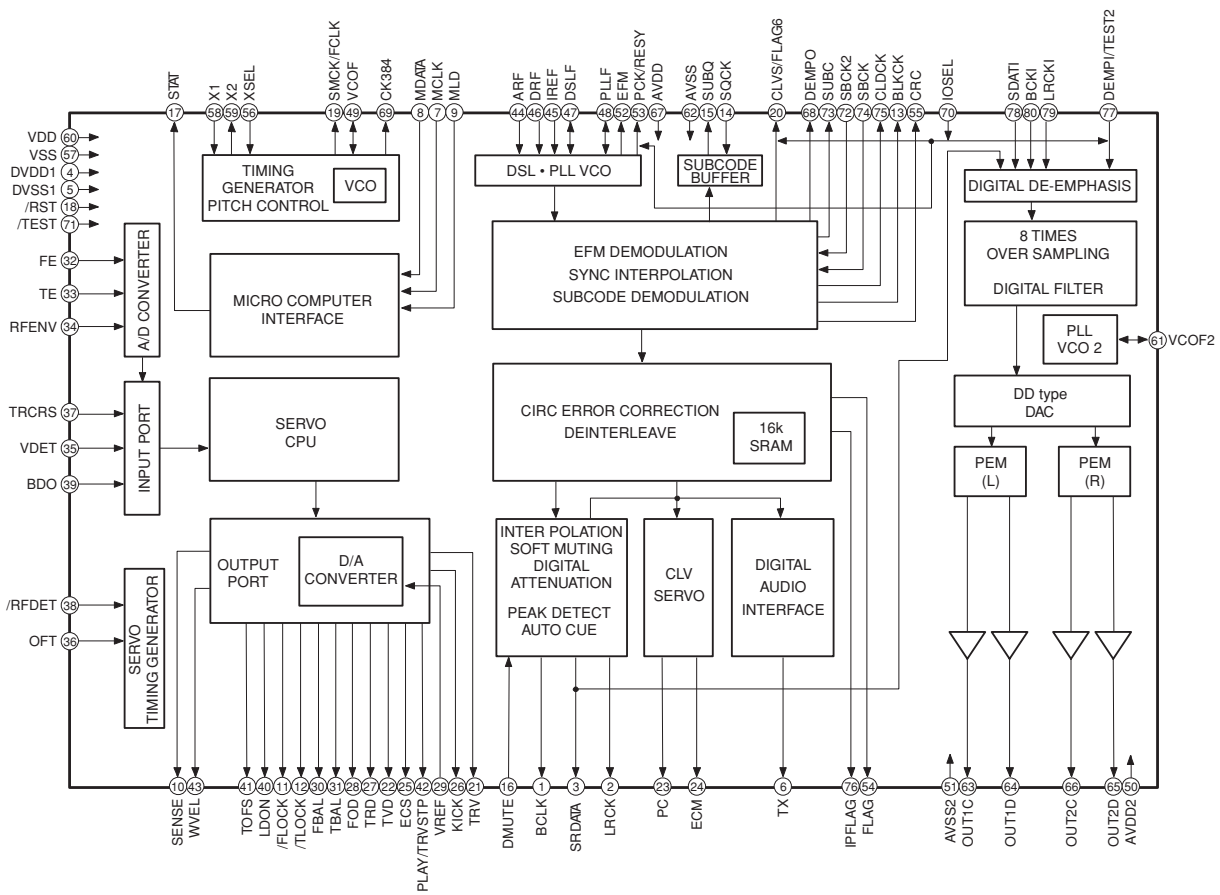 STAT
X1
X2
XSEL
SMCK/FCLK
VCOF
CK384
MDATA
MCLK
MLD
ARF
DRF
IREF
DSLF
PLLF
EFM
PCK/RESY
AVDD
AVSS
SUBQ
SQCK
CLVS/FLAG6
DEMPO
SUBC
SBCK2
SBCK
CLDCK
BLKCK
CRC
IOSEL
SDATI
BCKI
LRCKI
DEMPI/TEST2
17
58
59
56
19
49
69
8
7
9
44
46
45
47
48
52
53
67
62
15
14
20
68
73
72
74
75
13
55
70
78
80
79
77
VDD 60
VSS 57
DVDD1 4
DVSS1 5
/RST 18
/TEST 71
FE 32
TE 33
RFENV 34
TRCRS 37
VDET 35
BDO 39
/RFDET 38
OFT 36
A/D CONVERTER
INPUT PORT
SERVO
TIMING GENERATOR
TIMING
GENERATOR
PITCH CONTROL
VCO
MICRO COMPUTER
INTERFACE
SERVO
CPU
OUTPUT
PORT
D/A
CONVERTER
DSL • PLL VCO
SUBCODE
BUFFER
EFM DEMODULATION
SYNC INTERPOLATION
SUBCODE DEMODULATION
CIRC ERROR CORRECTION
DEINTERLEAVE
16k
SRAM
INTER POLATION
SOFT MUTING
DIGITAL
ATTENUATION
PEAK DETECT
AUTO CUE
CLV
SERVO
DIGITAL
AUDIO
INTERFACE
DIGITAL DE-EMPHASIS
8 TIMES
OVER SAMPLING
DIGITAL FILTER
PLL
VCO 2
61 VCOF2
DD type
DAC
PEM
(L)
PEM
(R)
10
43
41
40
11
12
30
31
28
27
22
25
42
29
26
21
16
1
3
2
23
24
6
76
54
51
63
64
66
65
50
SENSE
WVEL
TOFS
LDON
/FLOCK
/TLOCK
FBAL
TBAL
FOD
TRD
TVD
ECS
PLAY/TRVSTP
VREF
KICK
TRV
DMUTE
BCLK
SRDATA
LRCK
PC
ECM
TX
IPFLAG
FLAG
AVSS2
OUT1C
OUT1D
OUT2C
OUT2D
AVDD2